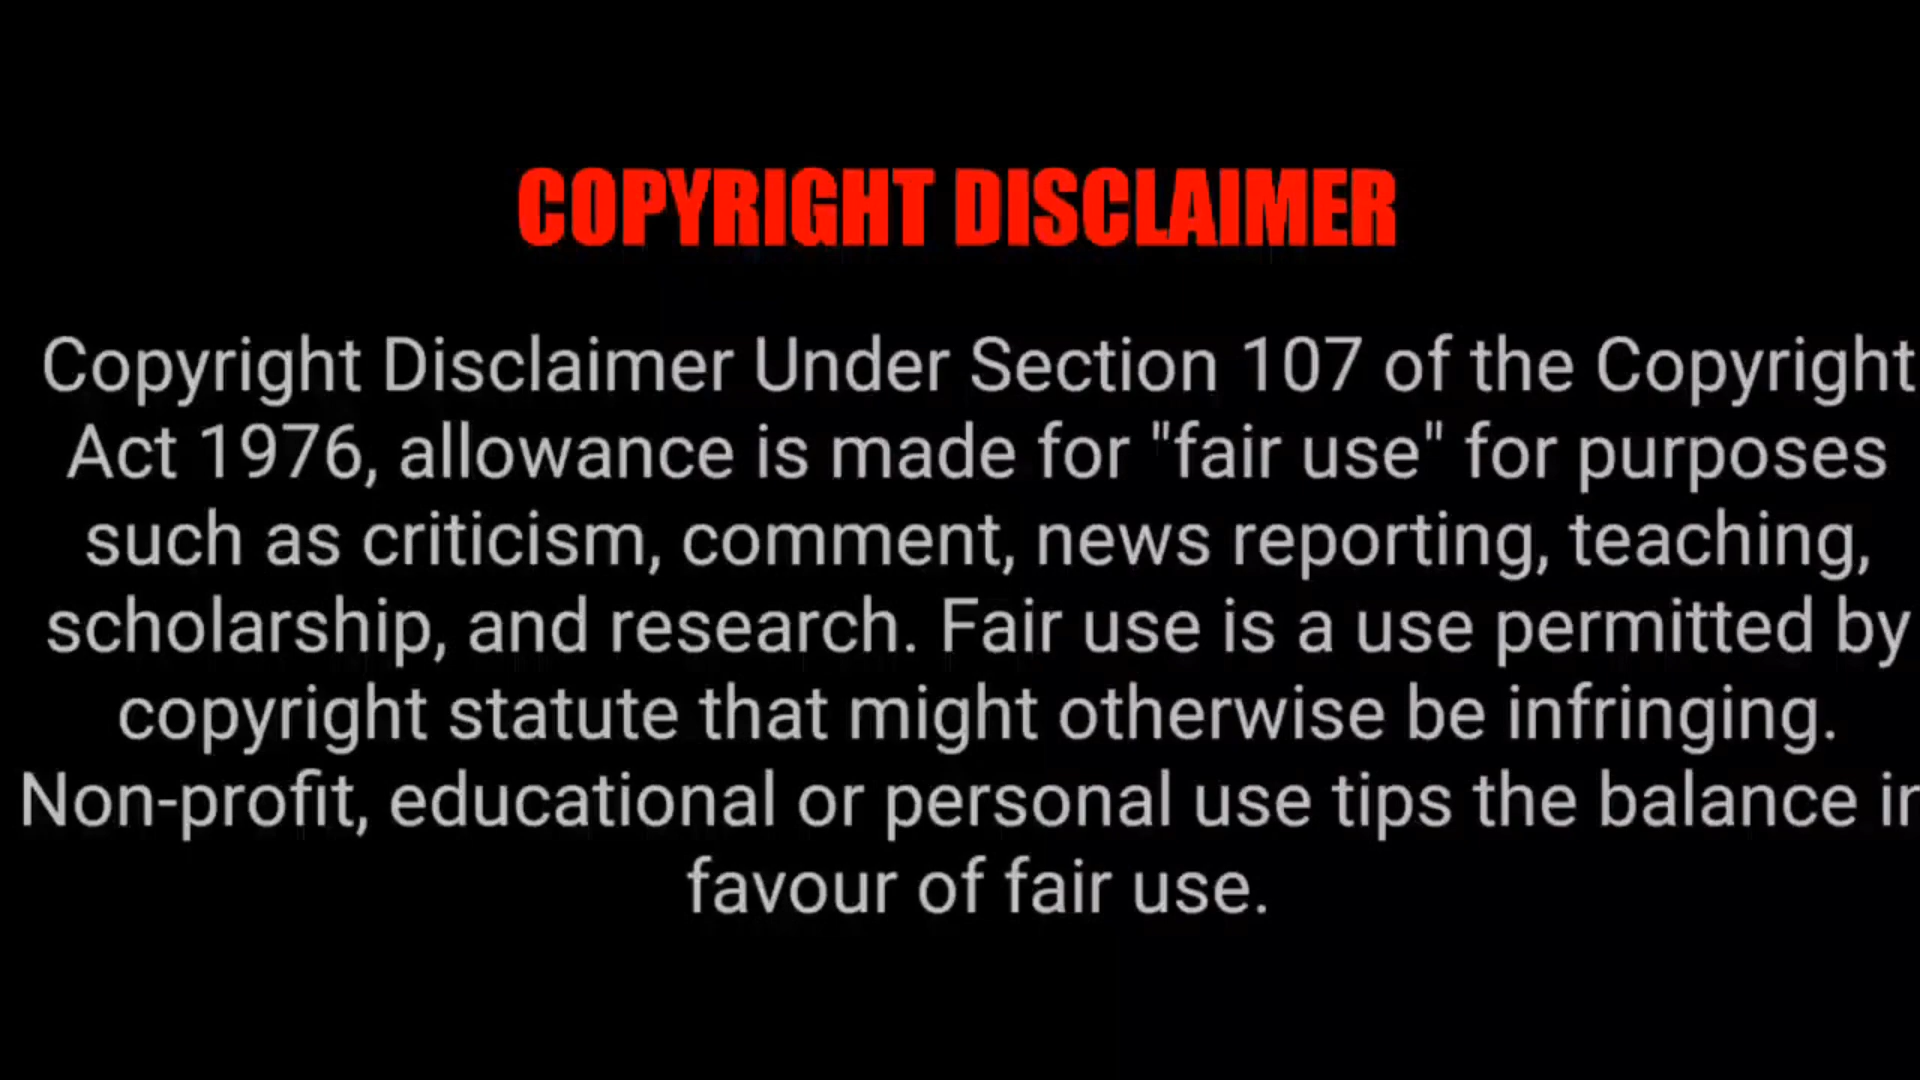 COPYRIGHT DISCLAIMER
Copyright Disclaimer Under Section 107 of the Copyright
Act 1976, allowance is made for "fair use" for purposes
such as criticism, comment, news reporting, teaching,
scholarship, and research. Fair use is a use permitted by
copyright statute that might otherwise be infringing.
Non-profit, educational or personal use tips the balance in
favour of fair use.